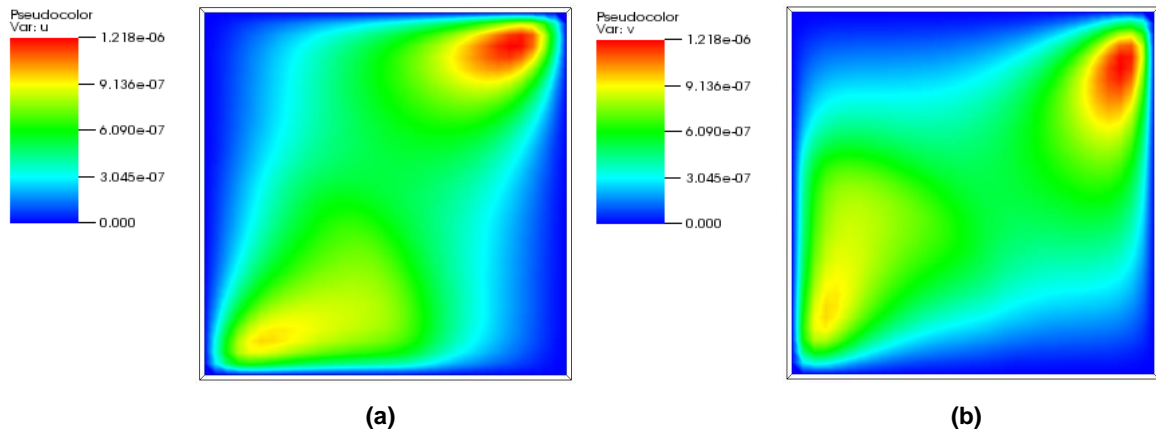 Pseudocolor
Var: u
1.218e-06
9.136e-07
6.090e-07
3.045e-07
0.000
(a)
Pseudocolor
Var: v
1.218e-06
9.136e-07
6.090e-07
3.045e-07
0.000
(b)